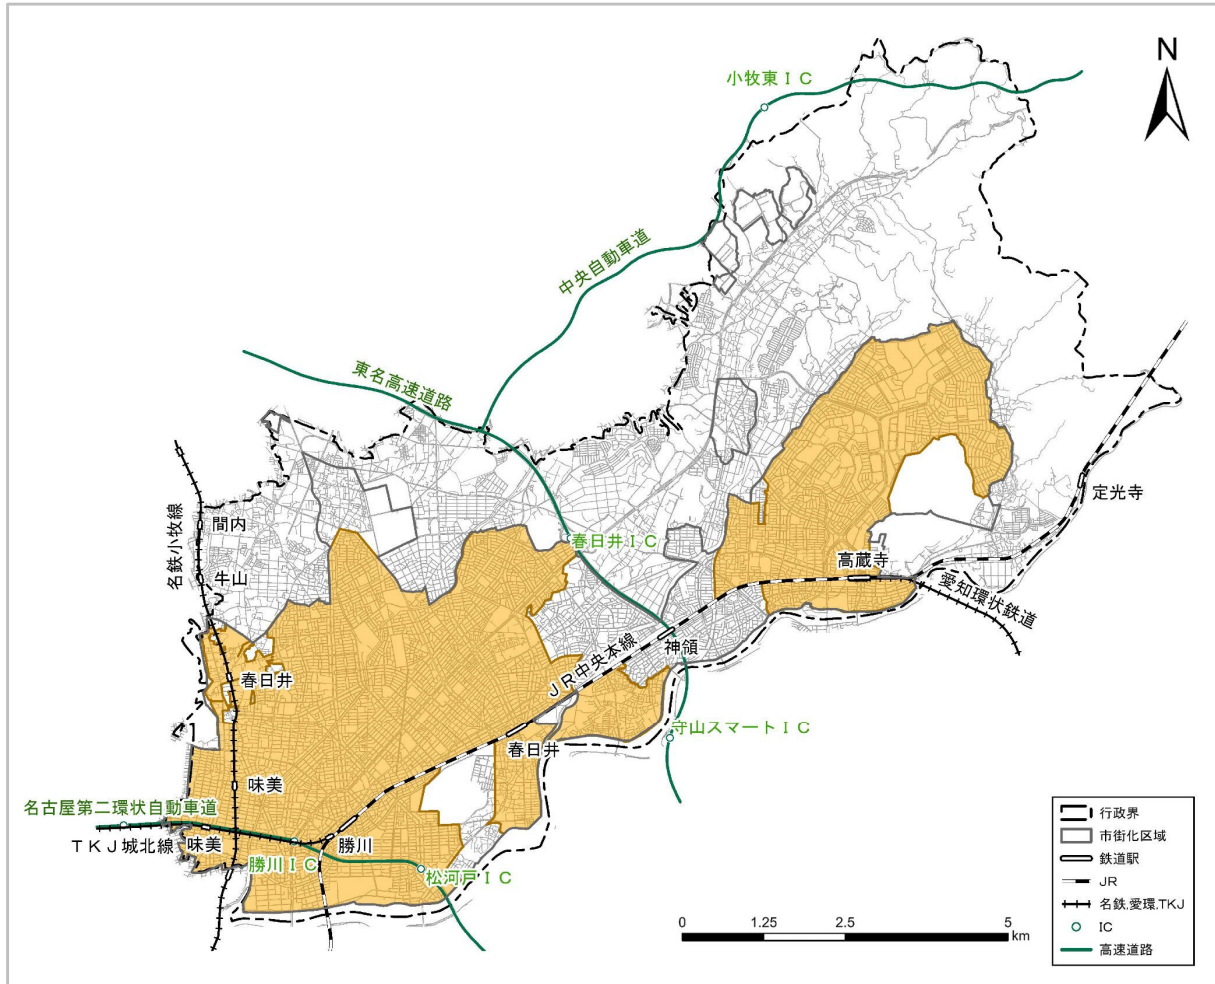 N
小牧東ＩＣ
中央自動車道
東名高速道路
名鉄小牧線
間内
牛山
春日井ＩＣ
高蔵寺
定光寺
愛知環状鉄道
神領
ＪＲ中央本線
春日井
守山スマートＩＣ
春日井
味美
名古屋第二環状自動車道
ＴＫＪ城北線
味美
勝川
勝川ＩＣ
松河戸ＩＣ
0 1.25 2.5 5
km
行政界
市街化区域
鉄道駅
JR
名鉄,愛環,TKJ
IC
高速道路